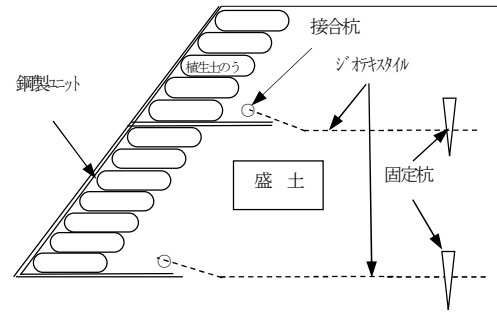 接合杭
植生土のう
ｼﾞｵﾃｷｽﾀｲﾙ
鋼製ﾕﾆｯﾄ
固定杭
盛　土